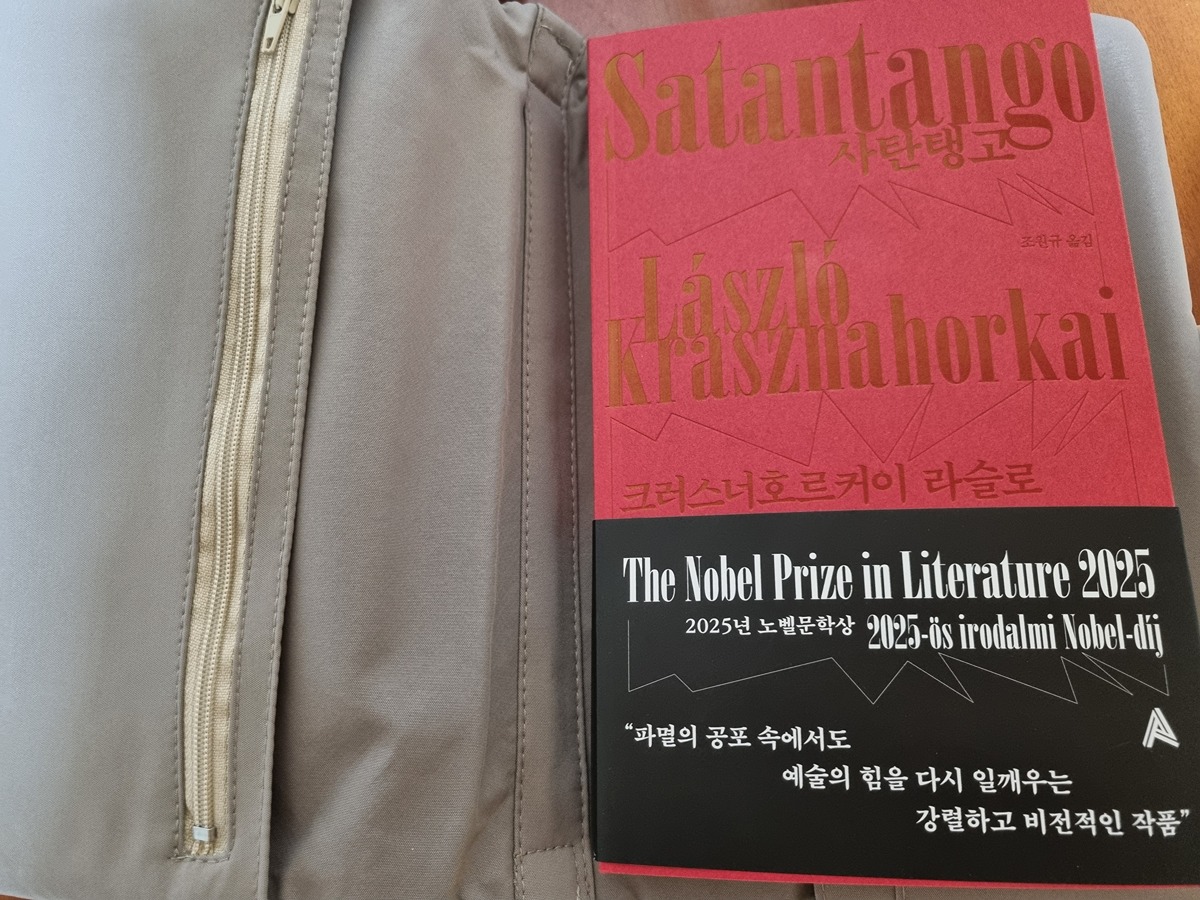 Satantango
사탄탱고
조원규 옮김
László
Krasznahorkai
크러스너호르커이 라슬로
The Nobel Prize in Literature 2025
2025년 노벨문학상 2025-ös irodalmi Nobel-díj
“파멸의 공포 속에서도
예술의 힘을 다시 일깨우는
강렬하고 비전적인 작품”